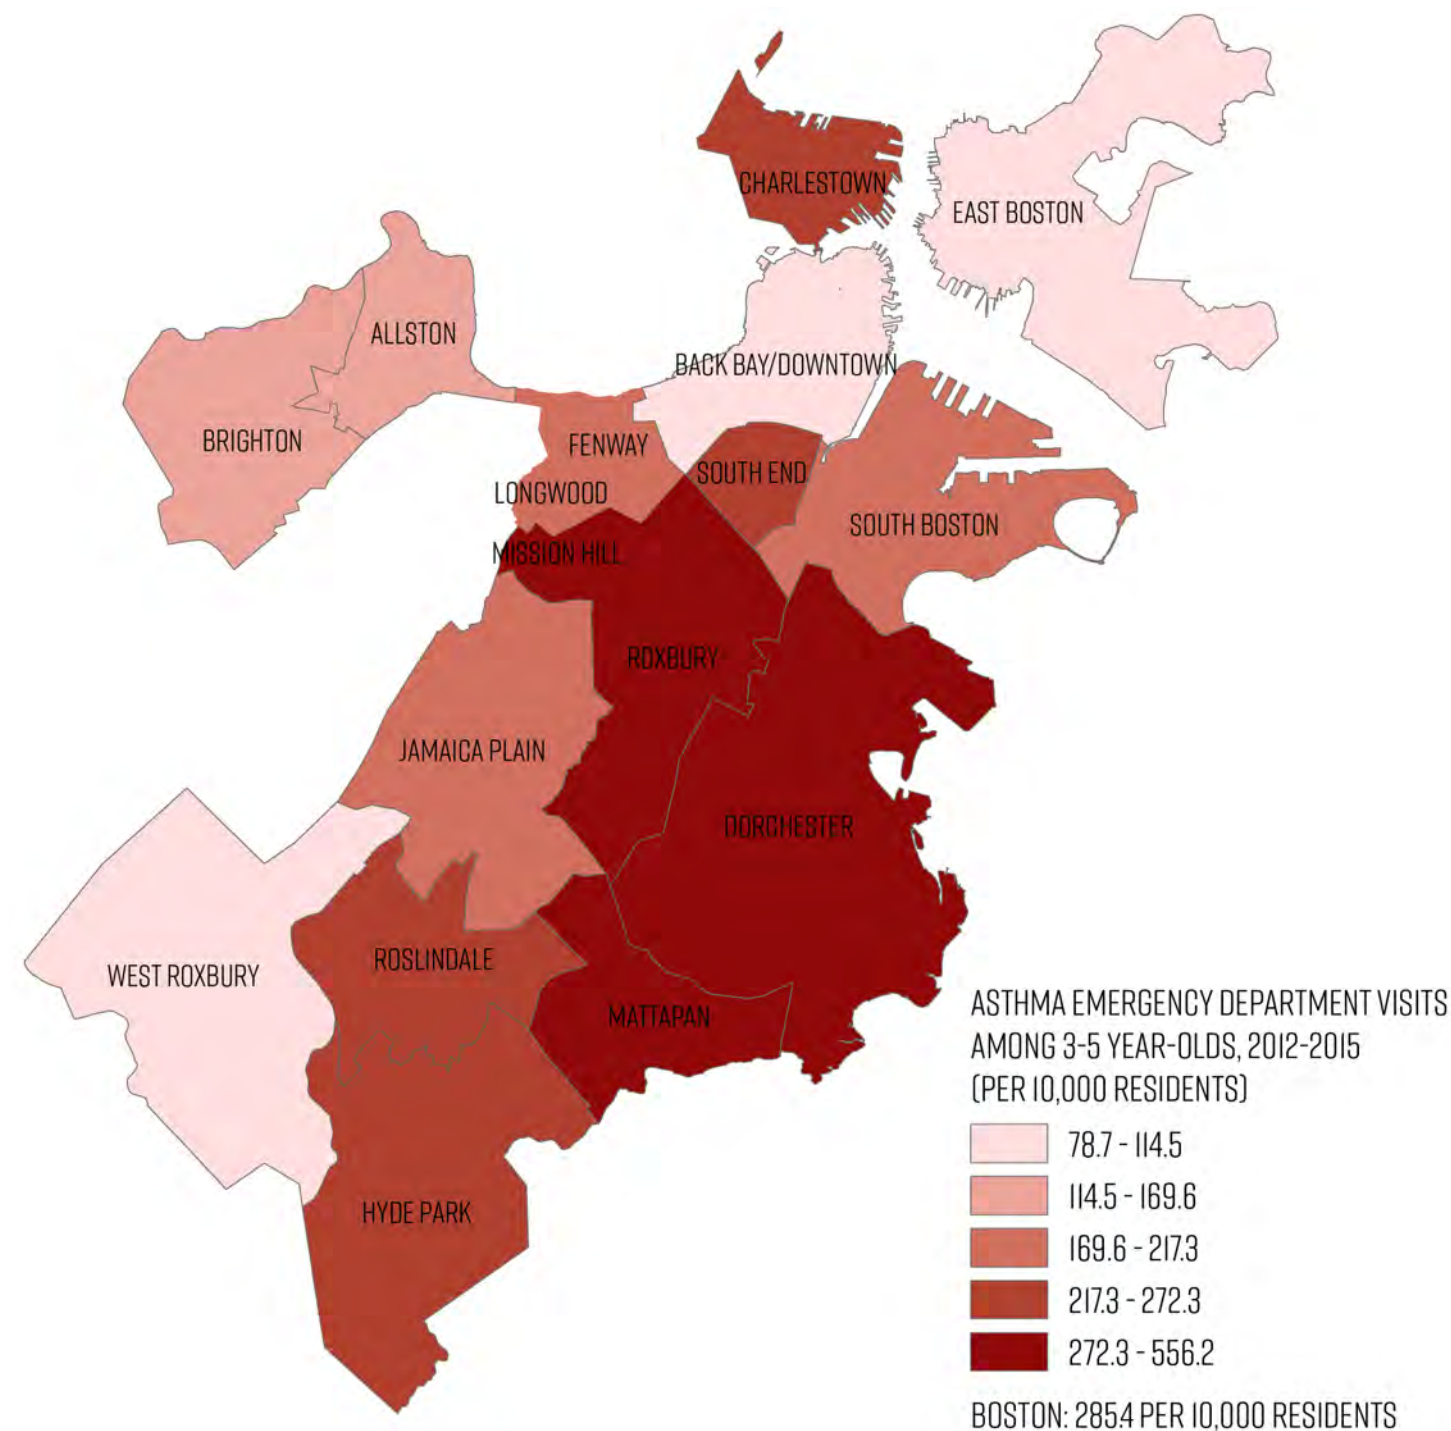 CHARLESTOWN
EAST BOSTON
ALLSTON
BACK BAY/DOWNTOWN
BRIGHTON
FENWAY
SOUTH END
LONGWOOD
SOUTH BOSTON
MISSION HILL
ROXBURY
JAMAICA PLAIN
DORCHESTER
ROSLINDALE
WEST ROXBURY
MATTAPAN
HYDE PARK
ASTHMA EMERGENCY DEPARTMENT VISITS
AMONG 3-5 YEAR-OLDS, 2012-2015
(PER 10,000 RESIDENTS)
78.7 - 114.5
114.5 - 169.6
169.6 - 217.3
217.3 - 272.3
272.3 - 556.2
BOSTON: 285.4 PER 10,000 RESIDENTS